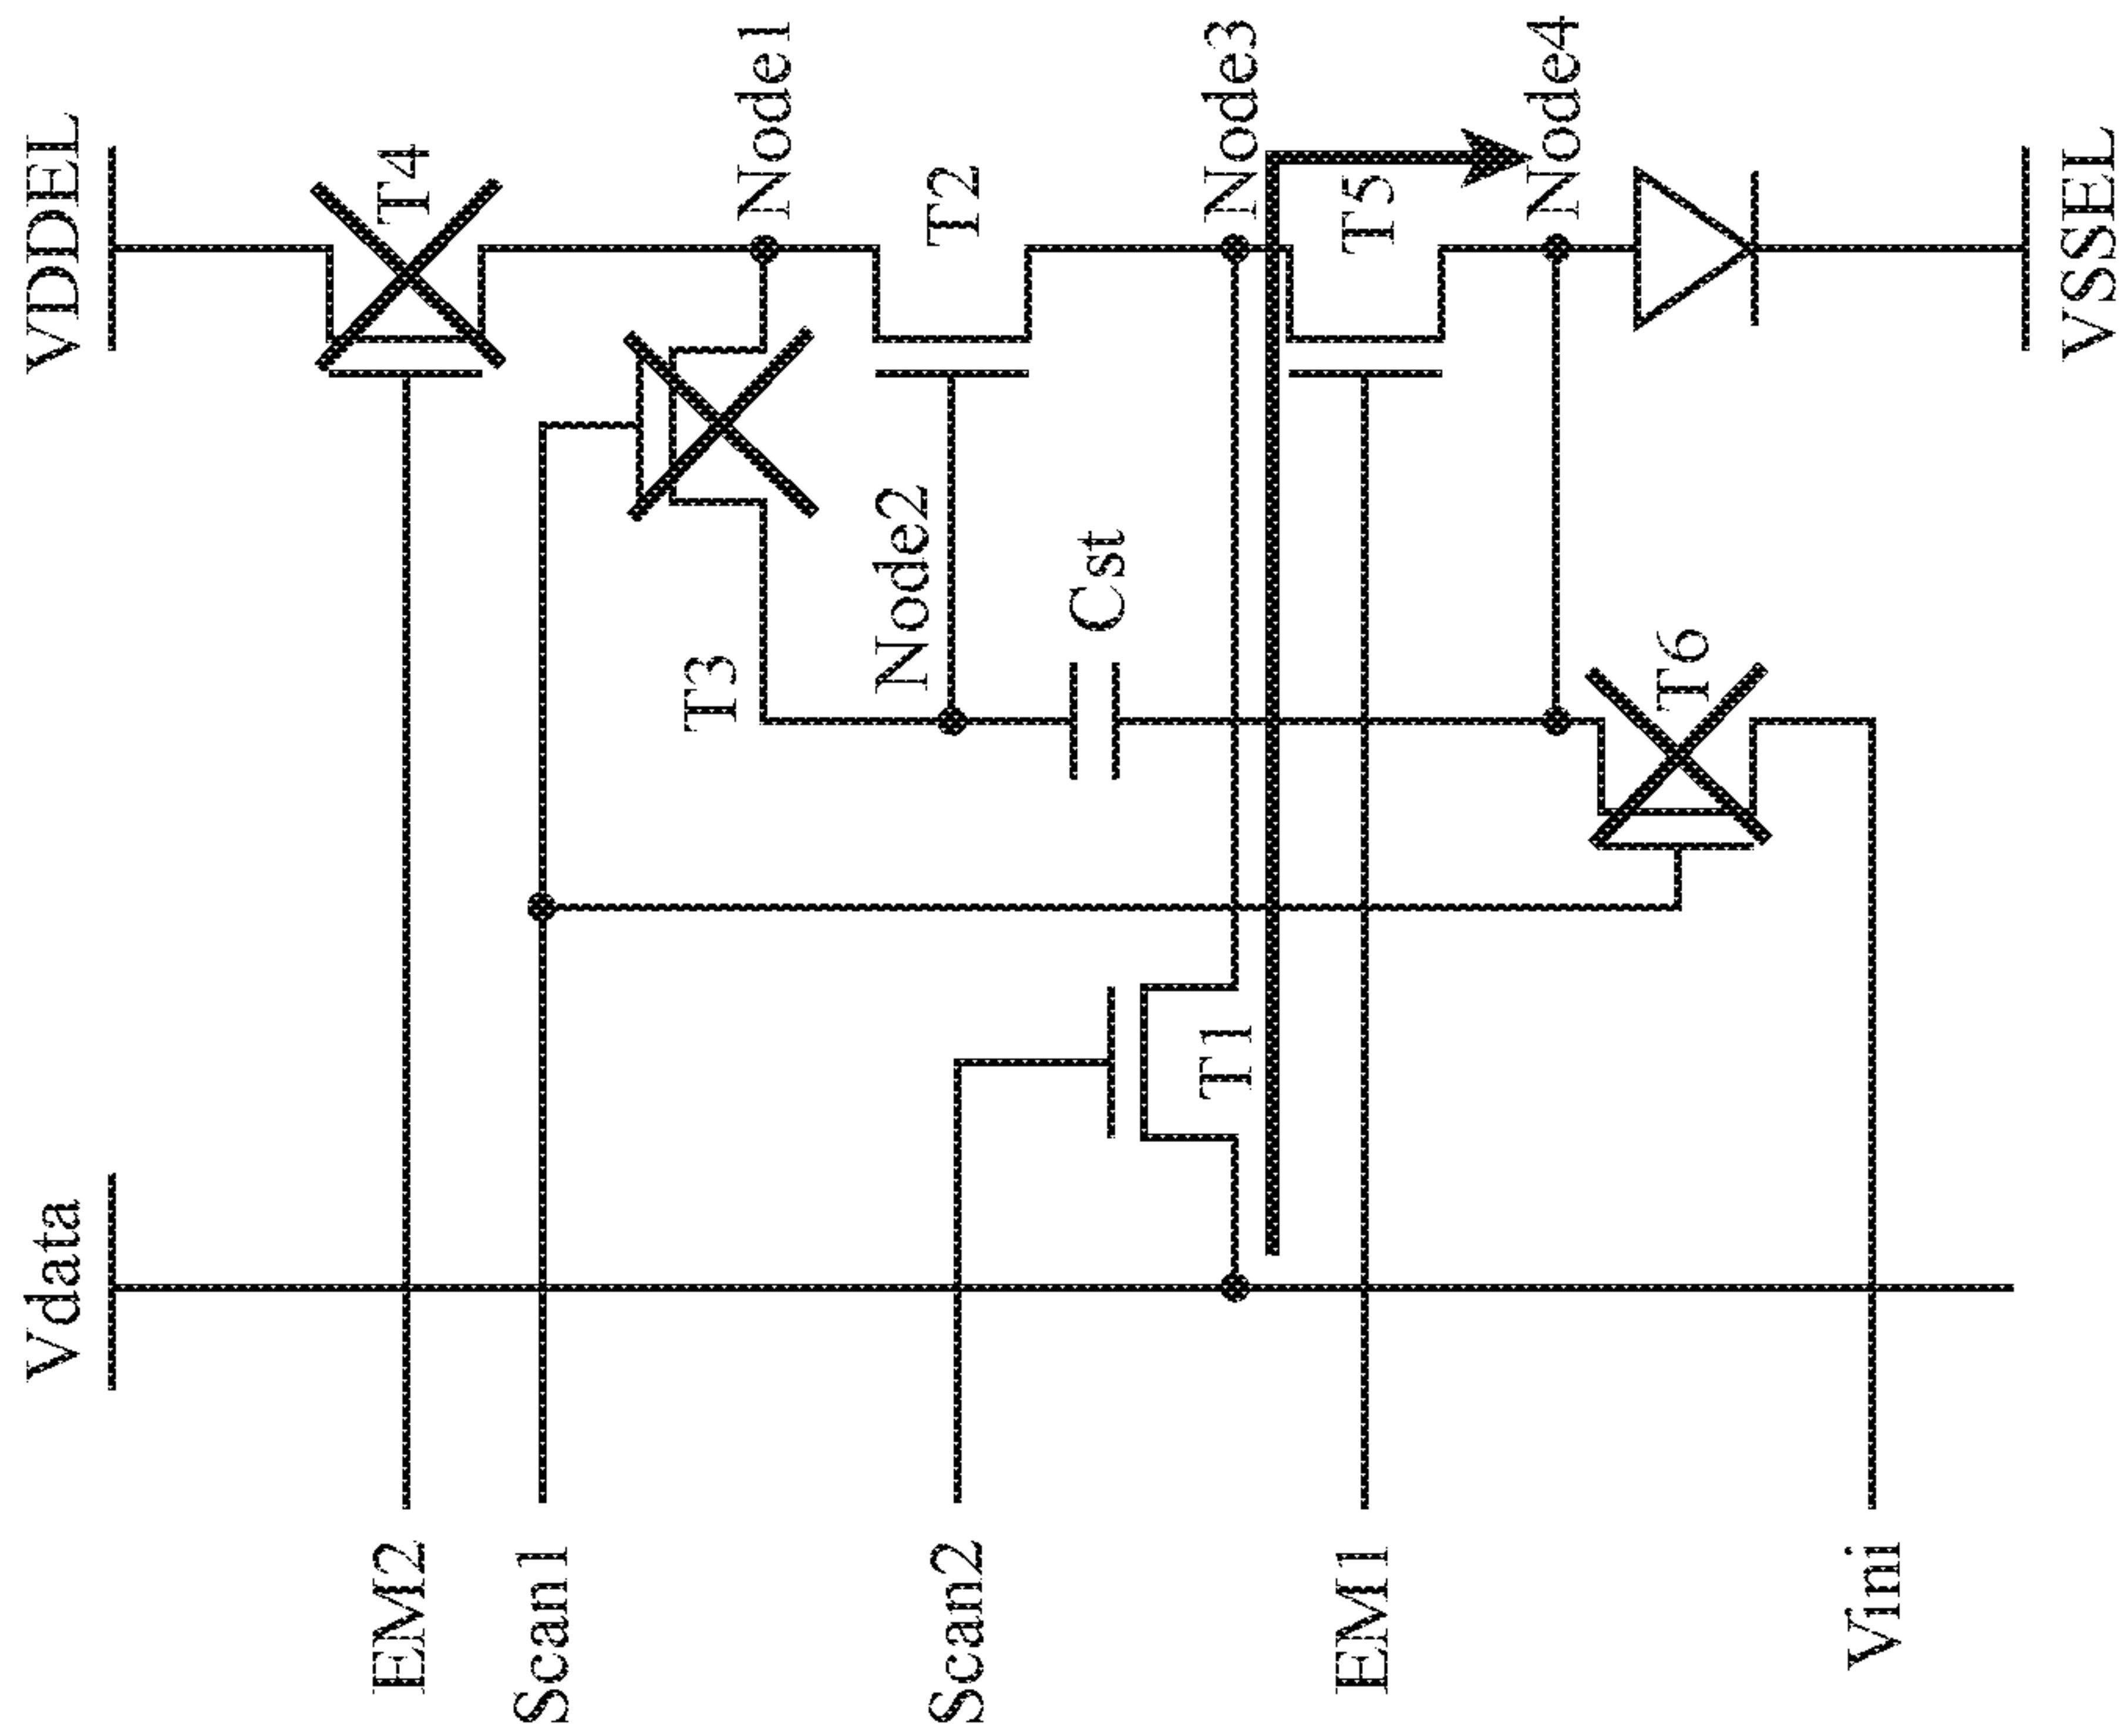 VDDEL
T4
Node1
T2
Node3
T5
Node4
VSSEL
T3
Node2
Cst
T6
T1
Vdata
EM2
Scan1
Scan2
EM1
Vini